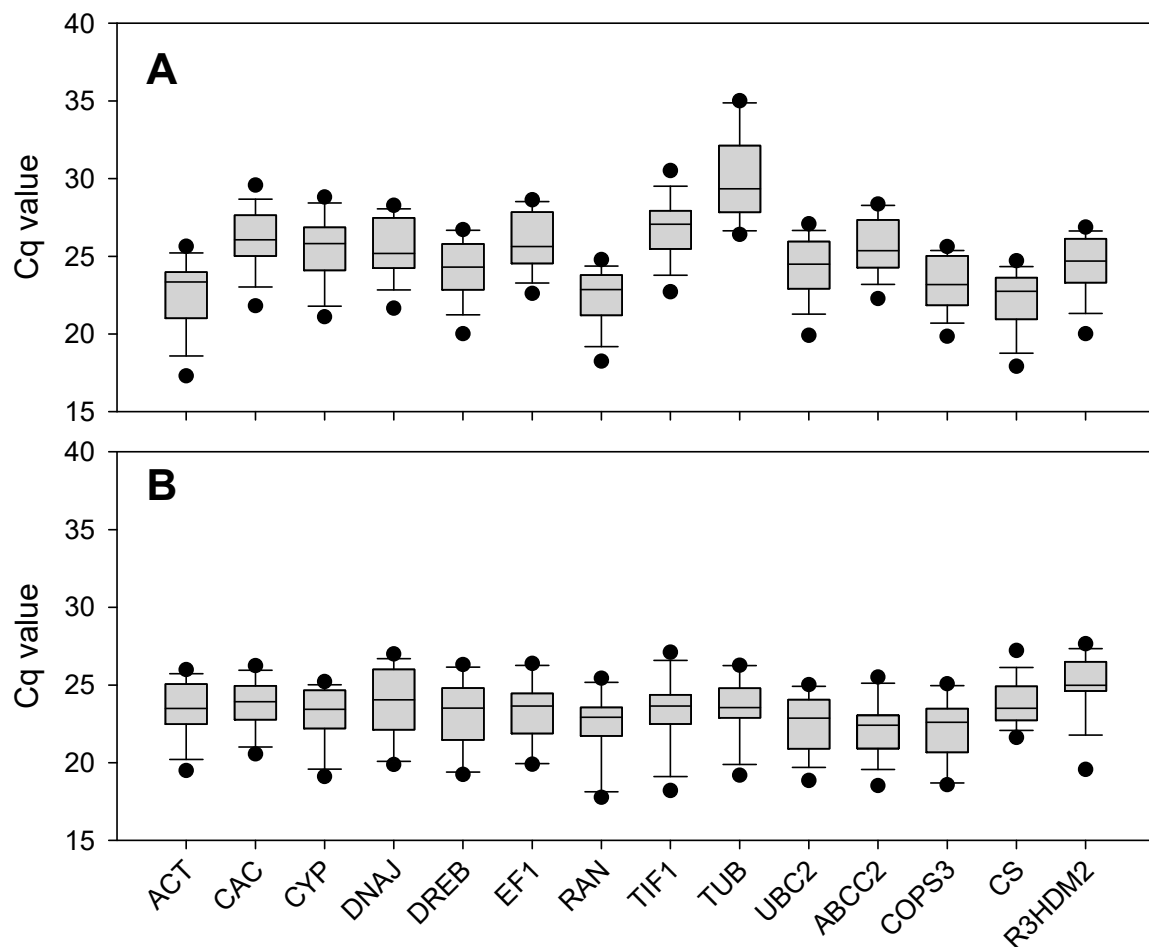 40
A
35
30
25
20
15
Cq value
40
B
35
30
25
20
15
Cq value
ACT
CAC
CYP
DNAJ
DREB
EF1
RAN
TIF1
TUB
UBC2
ABCC2
COPS3
CS
R3HDM2